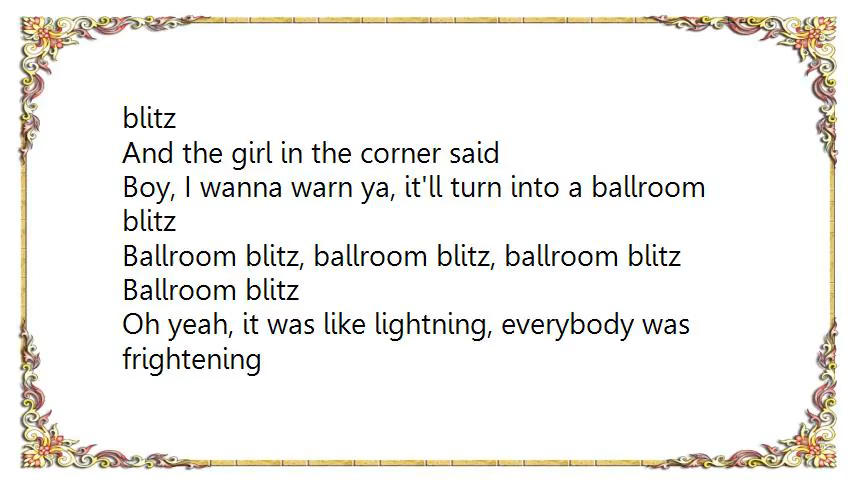 blitz
And the girl in the corner said
Boy, I wanna warn ya, it'll turn into a ballroom
blitz
Ballroom blitz, ballroom blitz, ballroom blitz
Ballroom blitz
Oh yeah, it was like lightning, everybody was
frightening